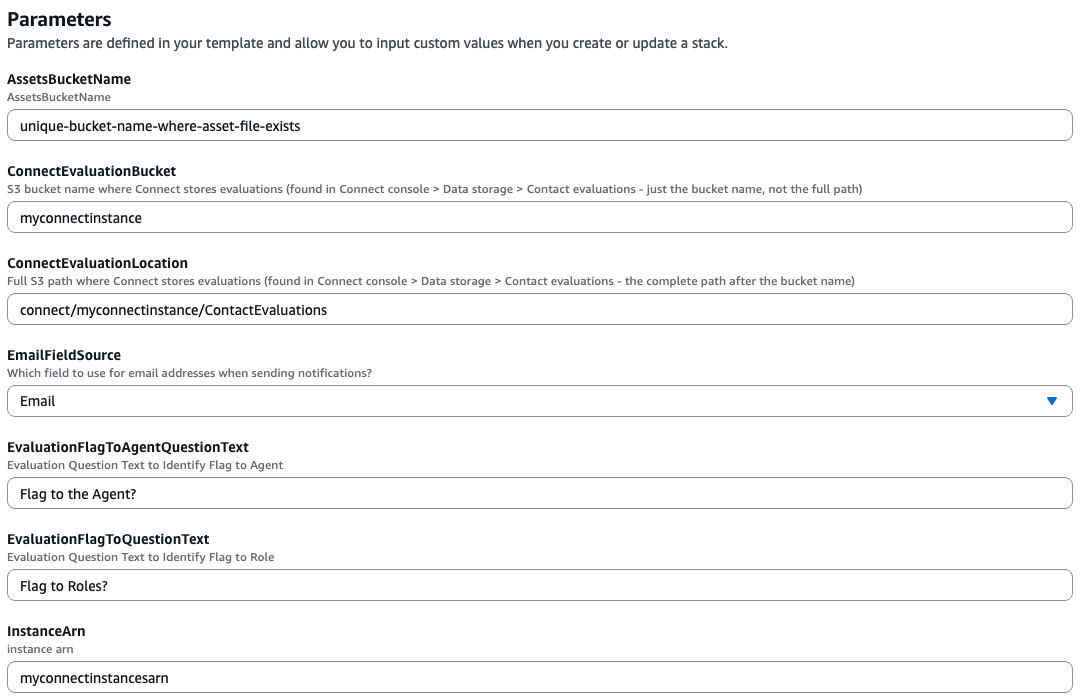 Parameters
Parameters are defined in your template and allow you to input custom values when you create or update a stack.
AssetsBucketName
AssetsBucketName
unique-bucket-name-where-asset-file-exists
ConnectEvaluationBucket
S3 bucket name where Connect stores evaluations (found in Connect console > Data storage > Contact evaluations - just the bucket name, not the full path)
myconnectinstance
ConnectEvaluationLocation
Full S3 path where Connect stores evaluations (found in Connect console > Data storage > Contact evaluations - the complete path after the bucket name)
connect/myconnectinstance/ContactEvaluations
EmailFieldSource
Which field to use for email addresses when sending notifications?
Email
EvaluationFlagToAgentQuestionText
Evaluation Question Text to Identify Flag to Agent
Flag to the Agent?
EvaluationFlagToQuestionText
Evaluation Question Text to Identify Flag to Role
Flag to Roles?
InstanceArn
instance arn
myconnectinstancesarn